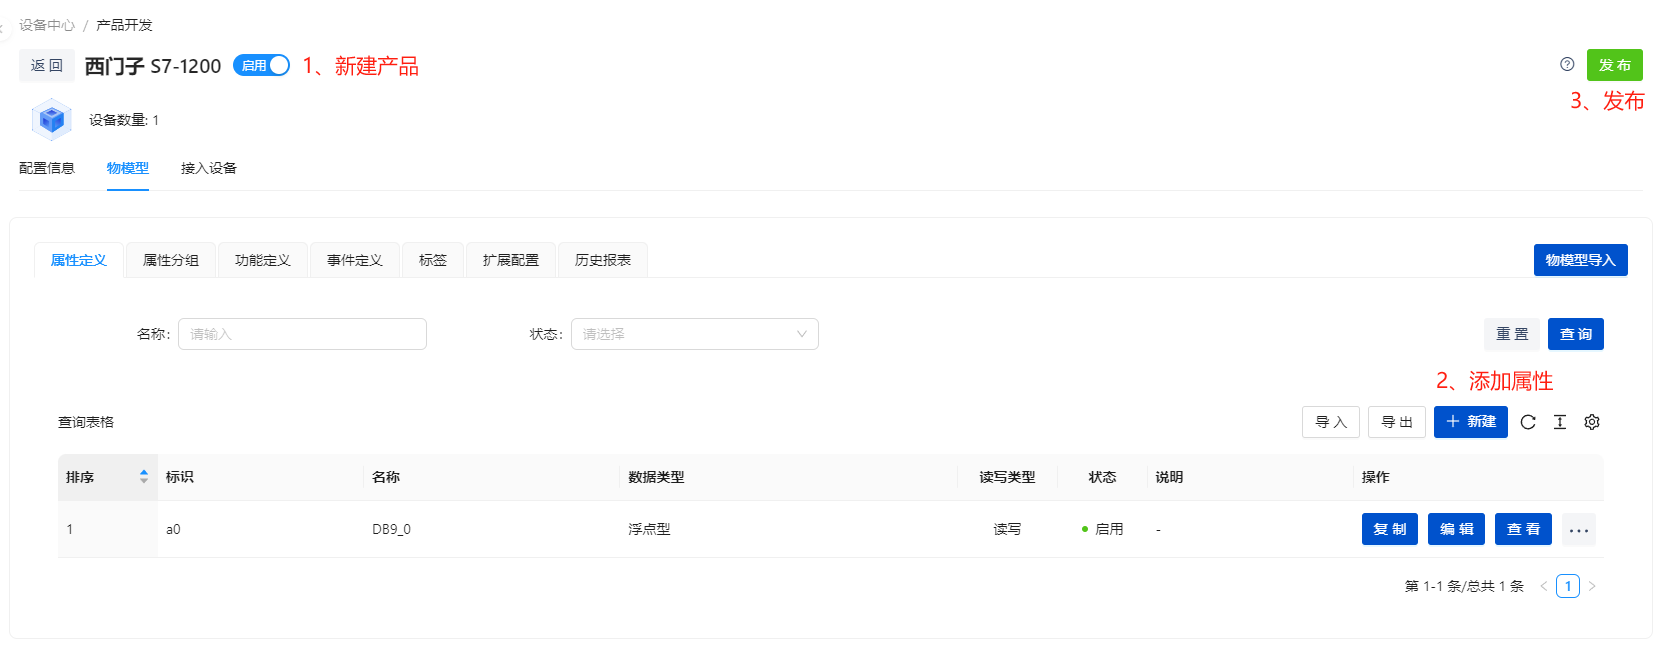 设备中心 / 产品开发
返 回 西门子 S7-1200 启用 1、新建产品 发 布
3、发布
设备数量: 1
配置信息 物模型 接入设备
属性定义 属性分组 功能定义 事件定义 标签 扩展配置 历史报表 物模型导入
名称: 请输入 状态: 请选择 重 置 查 询
2、添加属性
查询表格 导 入 导 出 + 新建
排序 标识 名称 数据类型 读写类型 状态 说明 操作
1 a0 DB9_0 浮点型 读写 启用 - 复 制 编 辑 查 看 ...
第 1-1 条/总共 1 条 < 1 >